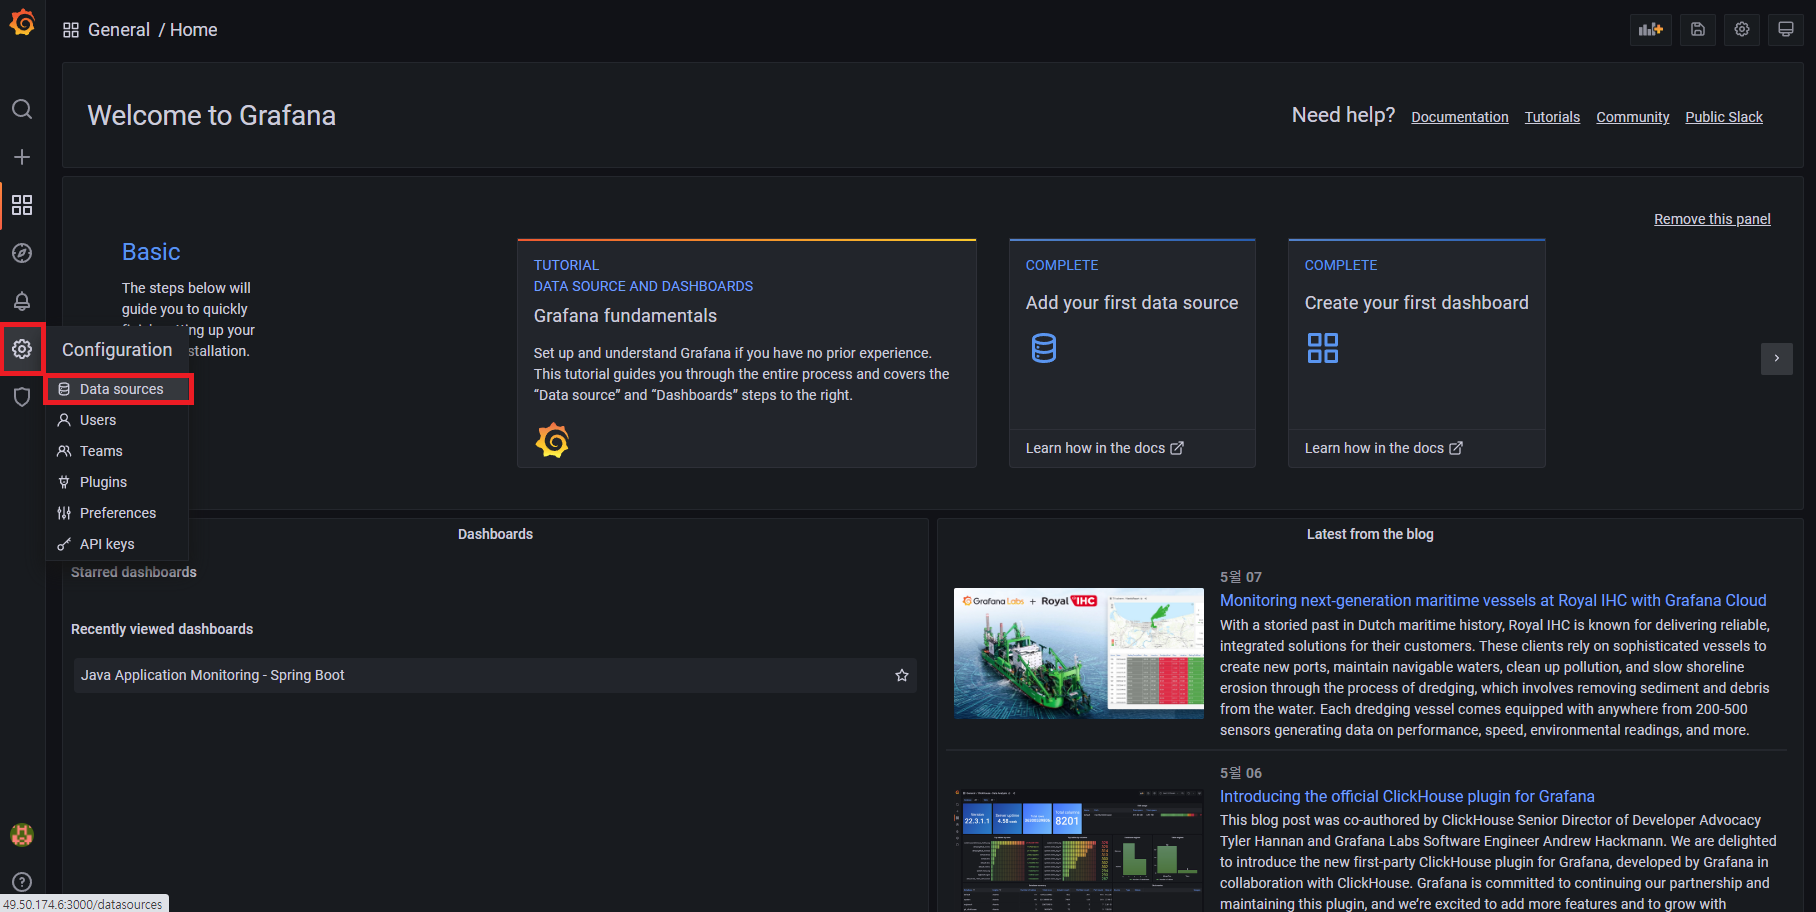 General / Home
Welcome to Grafana
Need help? Documentation Tutorials Community Public Slack
Remove this panel
Basic
The steps below will
guide you to quickly
ng up your
stallation.
TUTORIAL
DATA SOURCE AND DASHBOARDS
Grafana fundamentals
Set up and understand Grafana if you have no prior experience.
This tutorial guides you through the entire process and covers the
“Data source” and “Dashboards” steps to the right.
COMPLETE
Add your first data source
Learn how in the docs
COMPLETE
Create your first dashboard
Learn how in the docs
Configuration
Data sources
Users
Teams
Plugins
Preferences
API keys
Dashboards
Starred dashboards
Recently viewed dashboards
Java Application Monitoring - Spring Boot
Latest from the blog
5월 07
Monitoring next-generation maritime vessels at Royal IHC with Grafana Cloud
With a storied past in Dutch maritime history, Royal IHC is known for delivering reliable,
integrated solutions for their customers. These clients rely on sophisticated vessels to
create new ports, maintain navigable waters, clean up pollution, and slow shoreline
erosion through the process of dredging, which involves removing sediment and debris
from the water. Each dredging vessel comes equipped with anywhere from 200-500
sensors generating data on performance, speed, environmental readings, and more.
Grafana Labs + Royal IHC
5월 06
Introducing the official ClickHouse plugin for Grafana
This blog post was co-authored by ClickHouse Senior Director of Developer Advocacy
Tyler Hannan and Grafana Labs Software Engineer Andrew Hackmann. We are delighted
to introduce the new first-party ClickHouse plugin for Grafana, developed by Grafana in
collaboration with ClickHouse. Grafana is committed to continuing our partnership and
maintaining this plugin, and we’re excited to add more features and to grow with
22.3.1.1
8201
49.50.174.6:3000/datasources